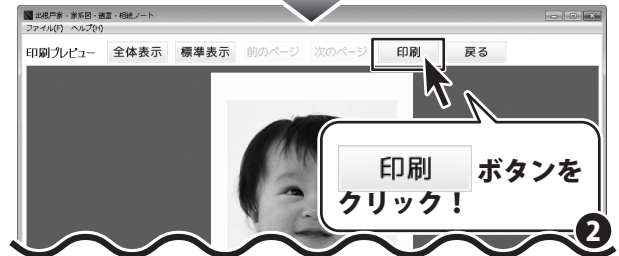 出根戸家・家系図・遺言・相続ノート
ファイル(F) ヘルプ(H)
印刷プレビュー 全体表示 標準表示 前のページ 次のページ 印刷 戻る
印刷 ボタンを
クリック！
2